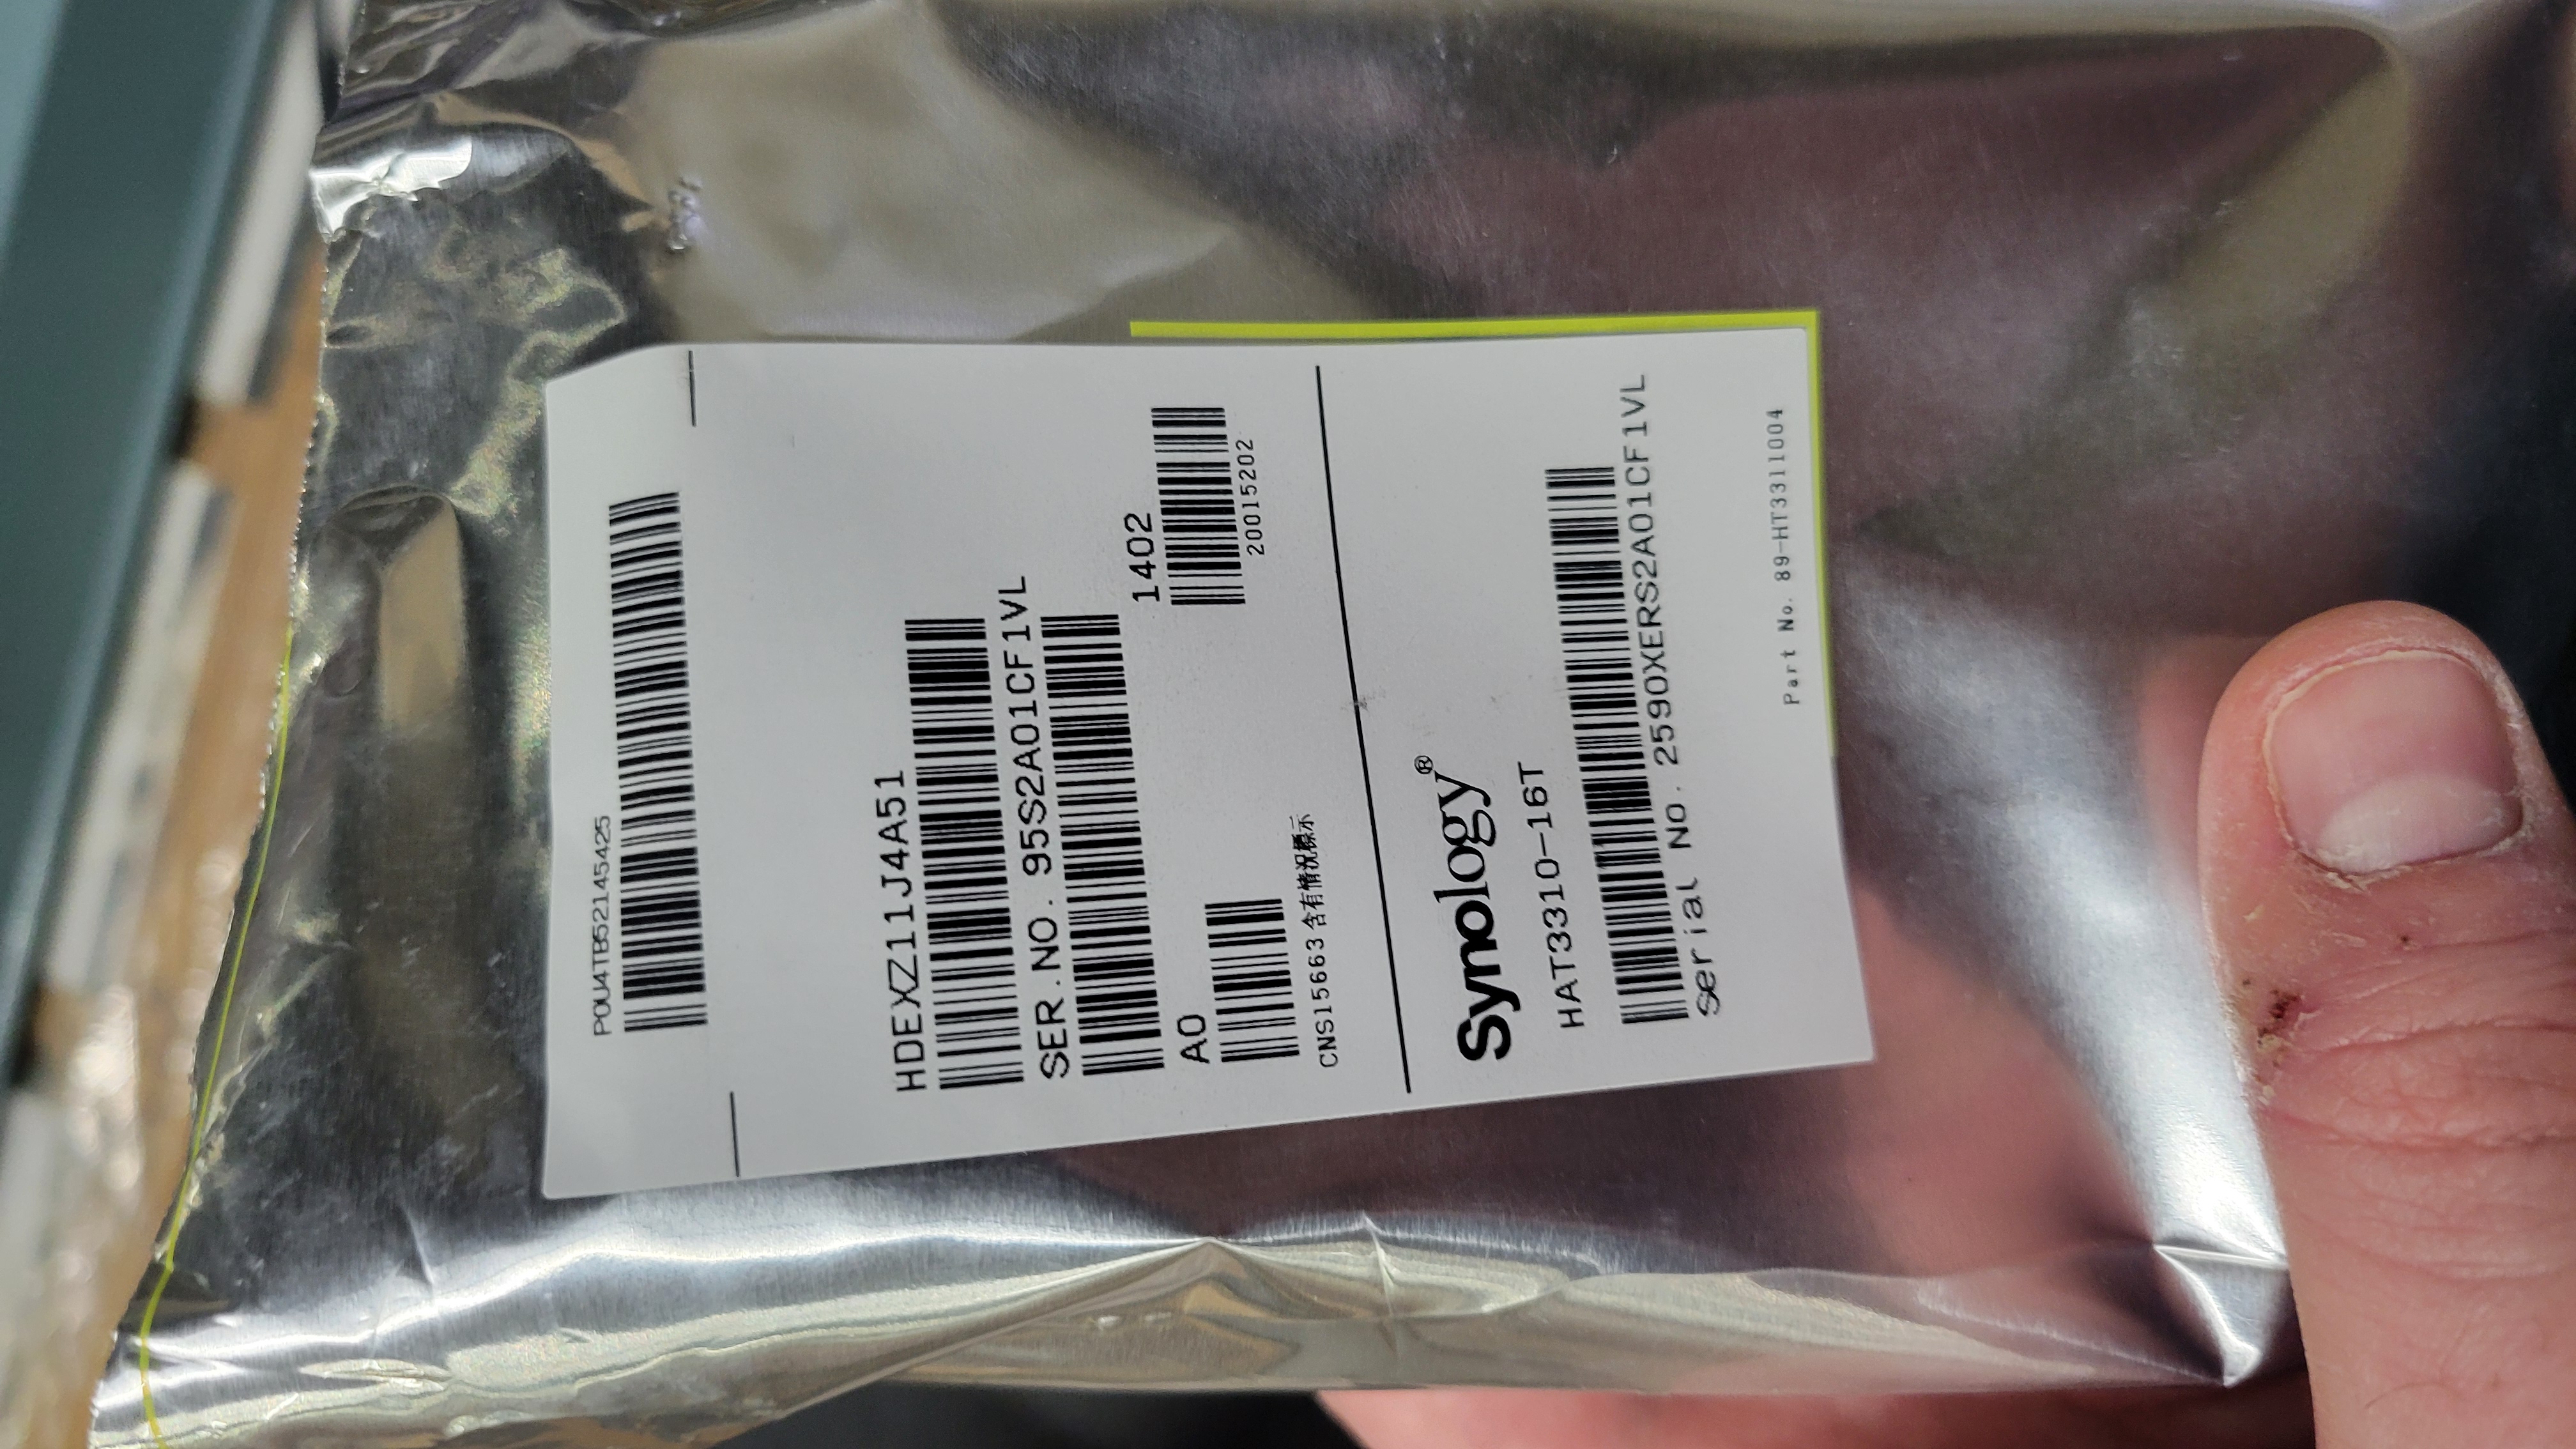 P0U4TB52145425
HDEXZ11J4A51
SER.NO. 95S2A01CF1VL
1402
A0
20015202
CNS15663 含有情況標示
Synology®
HAT3310-16T
Serial No. 2590XERS2A01CF1VL
Part No. 89-HT3311004